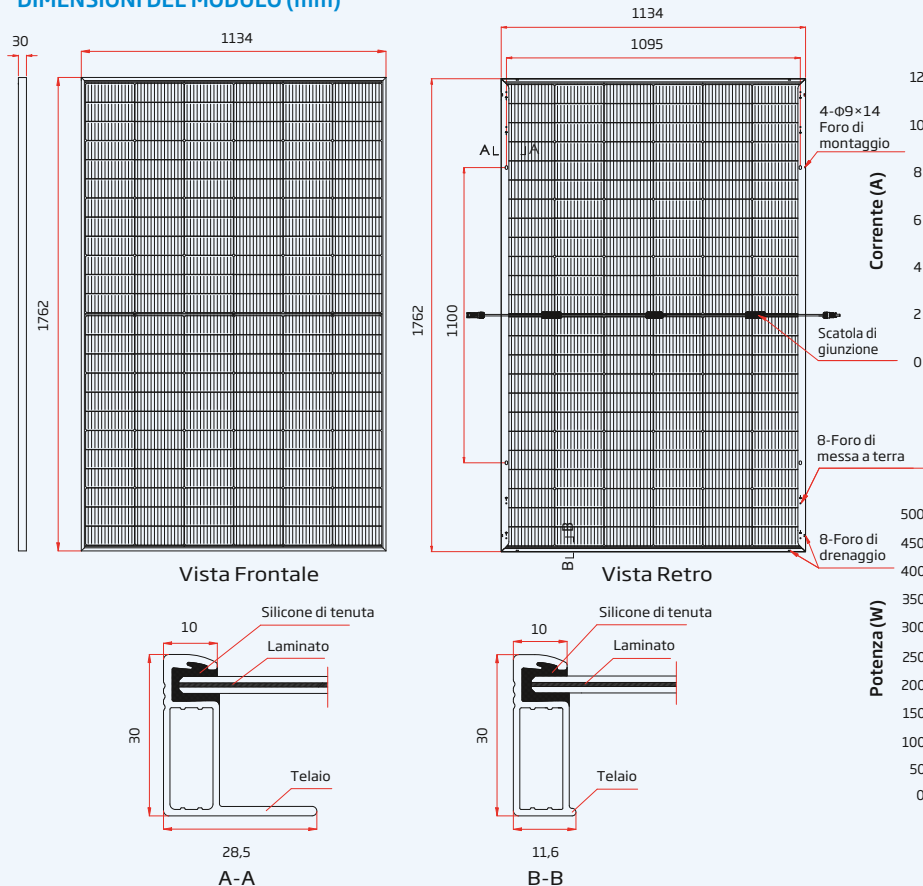 DIMENSIONI DEL MODULO (mm)
30
1134
1762
Vista Frontale
1134
1095
1762
1100
A
A
B
B
4-Φ9×14
Foro di
montaggio
Scatola di
giunzione
8-Foro di
messa a terra
8-Foro di
drenaggio
Vista Retro
Corrente (A)
12
10
8
6
4
2
0
Potenza (W)
500
450
400
350
300
250
200
150
100
50
0
10
Silicone di tenuta
Laminato
30
Telaio
28,5
A-A
10
Silicone di tenuta
Laminato
30
Telaio
11,6
B-B